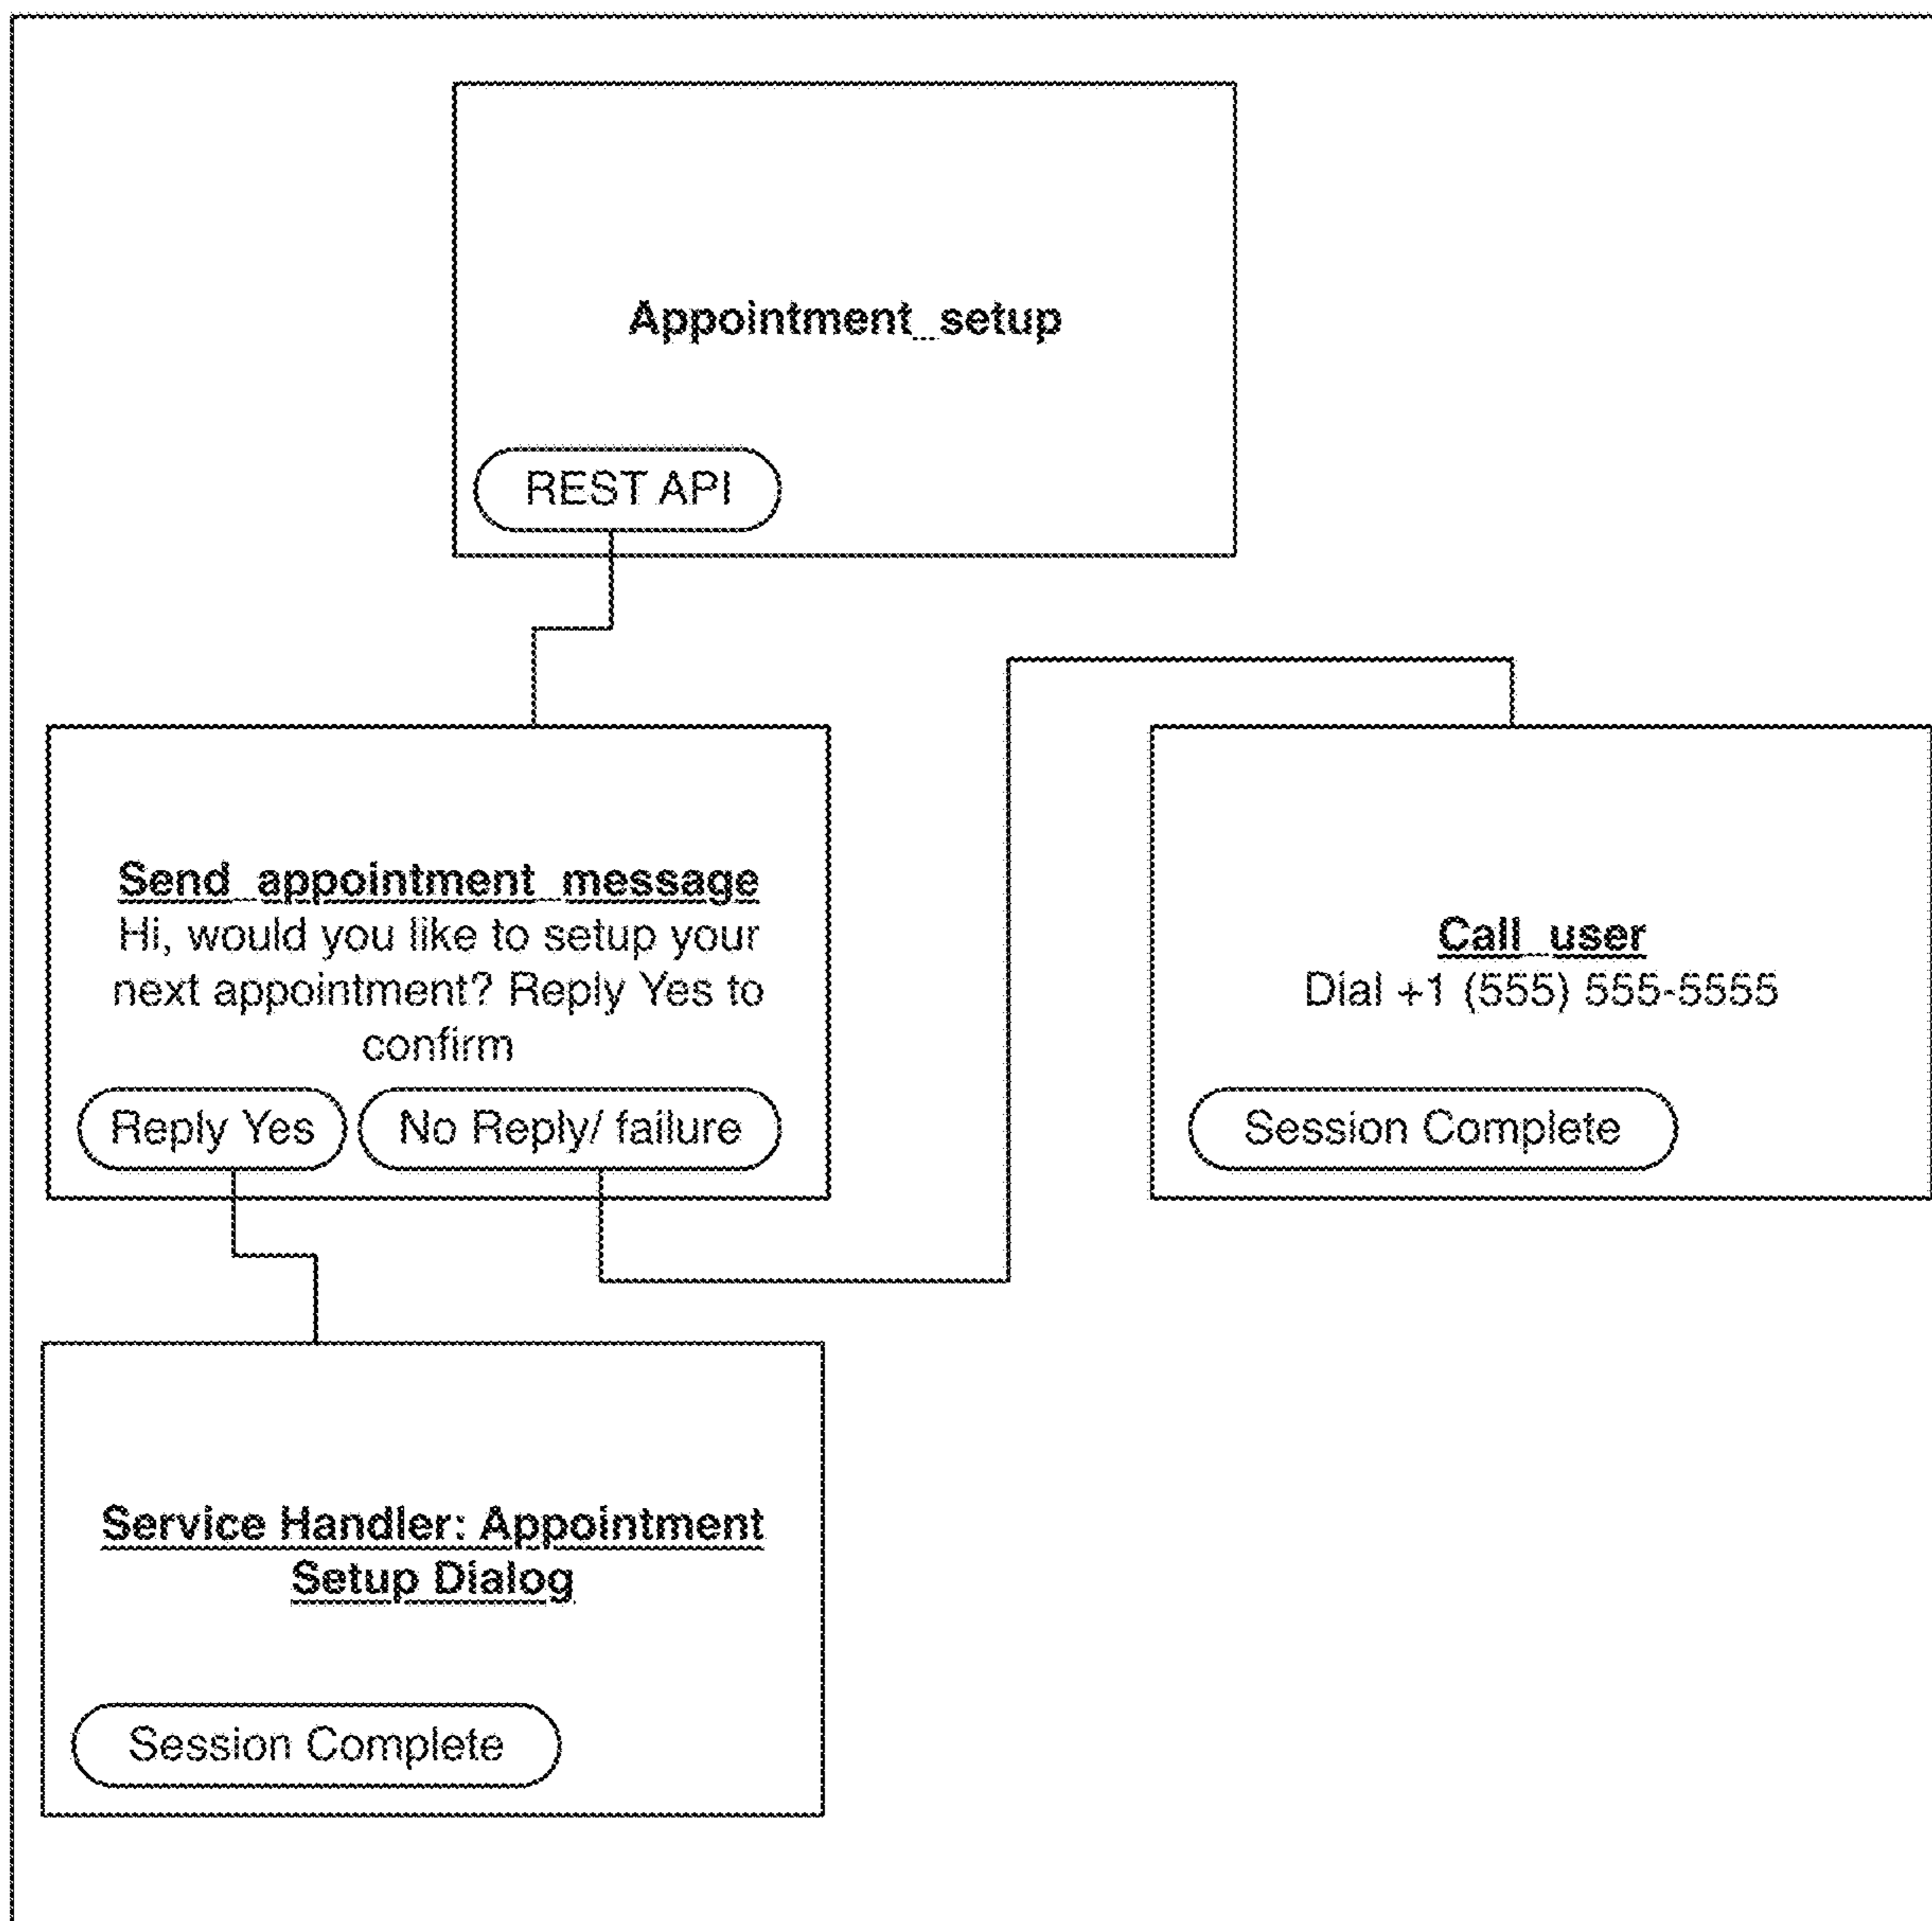 Appointment_setup
REST API
Send_appointment_message
Hi, would you like to setup your
next appointment? Reply Yes to
confirm
Reply Yes
No Reply/ failure
Call_user
Dial +1 (555) 555-5555
Session Complete
Service Handler: Appointment
Setup Dialog
Session Complete